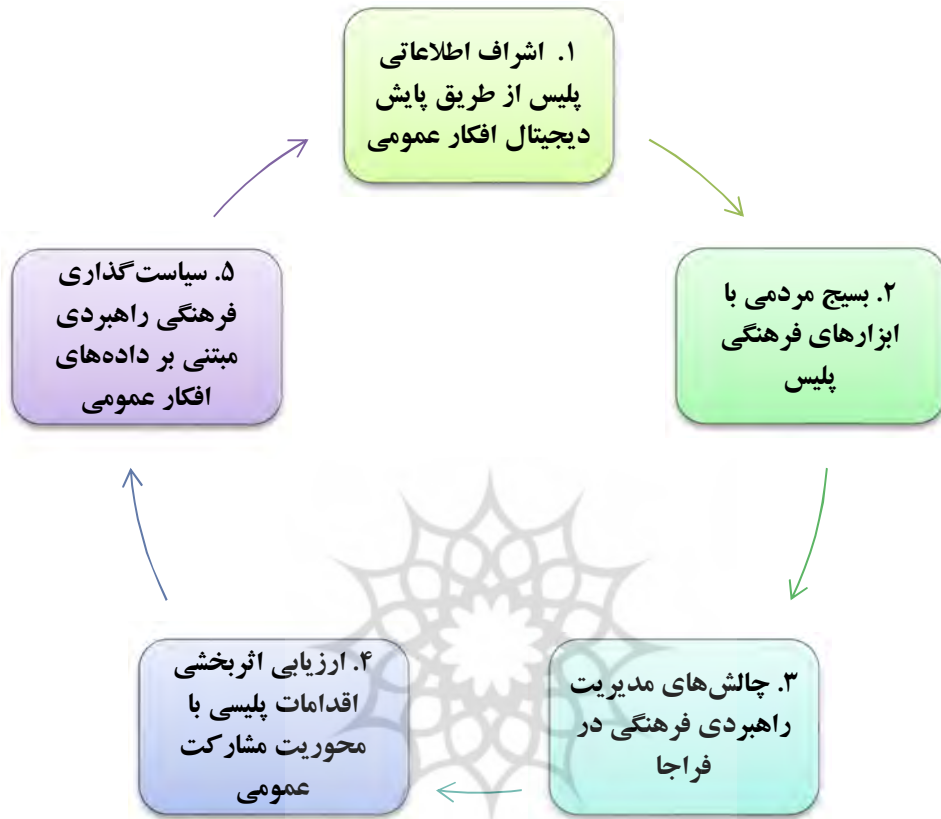 ۱. اشراف اطلاعاتی
پلیس از طریق پایش
دیجیتال افکار عمومی
۲. بسیج مردمی با
ابزارهای فرهنگی
پلیس
۳. چالش‌های مدیریت
راهبردی فرهنگی در
فراجا
۴. ارزیابی اثربخشی
اقدامات پلیسی با
محوریت مشارکت
عمومی
۵. سیاست‌گذاری
فرهنگی راهبردی
مبتنی بر داده‌های
افکار عمومی